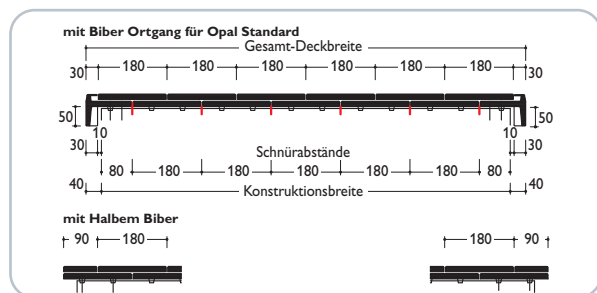 mit Biber Ortgang für Opal Standard
Gesamt-Deckbreite
30 180 180 180 180 180 180 30
50 50
10 10
30 Schnürabstände 30
80 180 180 180 180 180 80
40 Konstruktionsbreite 40
mit Halbem Biber
90 180 180 90